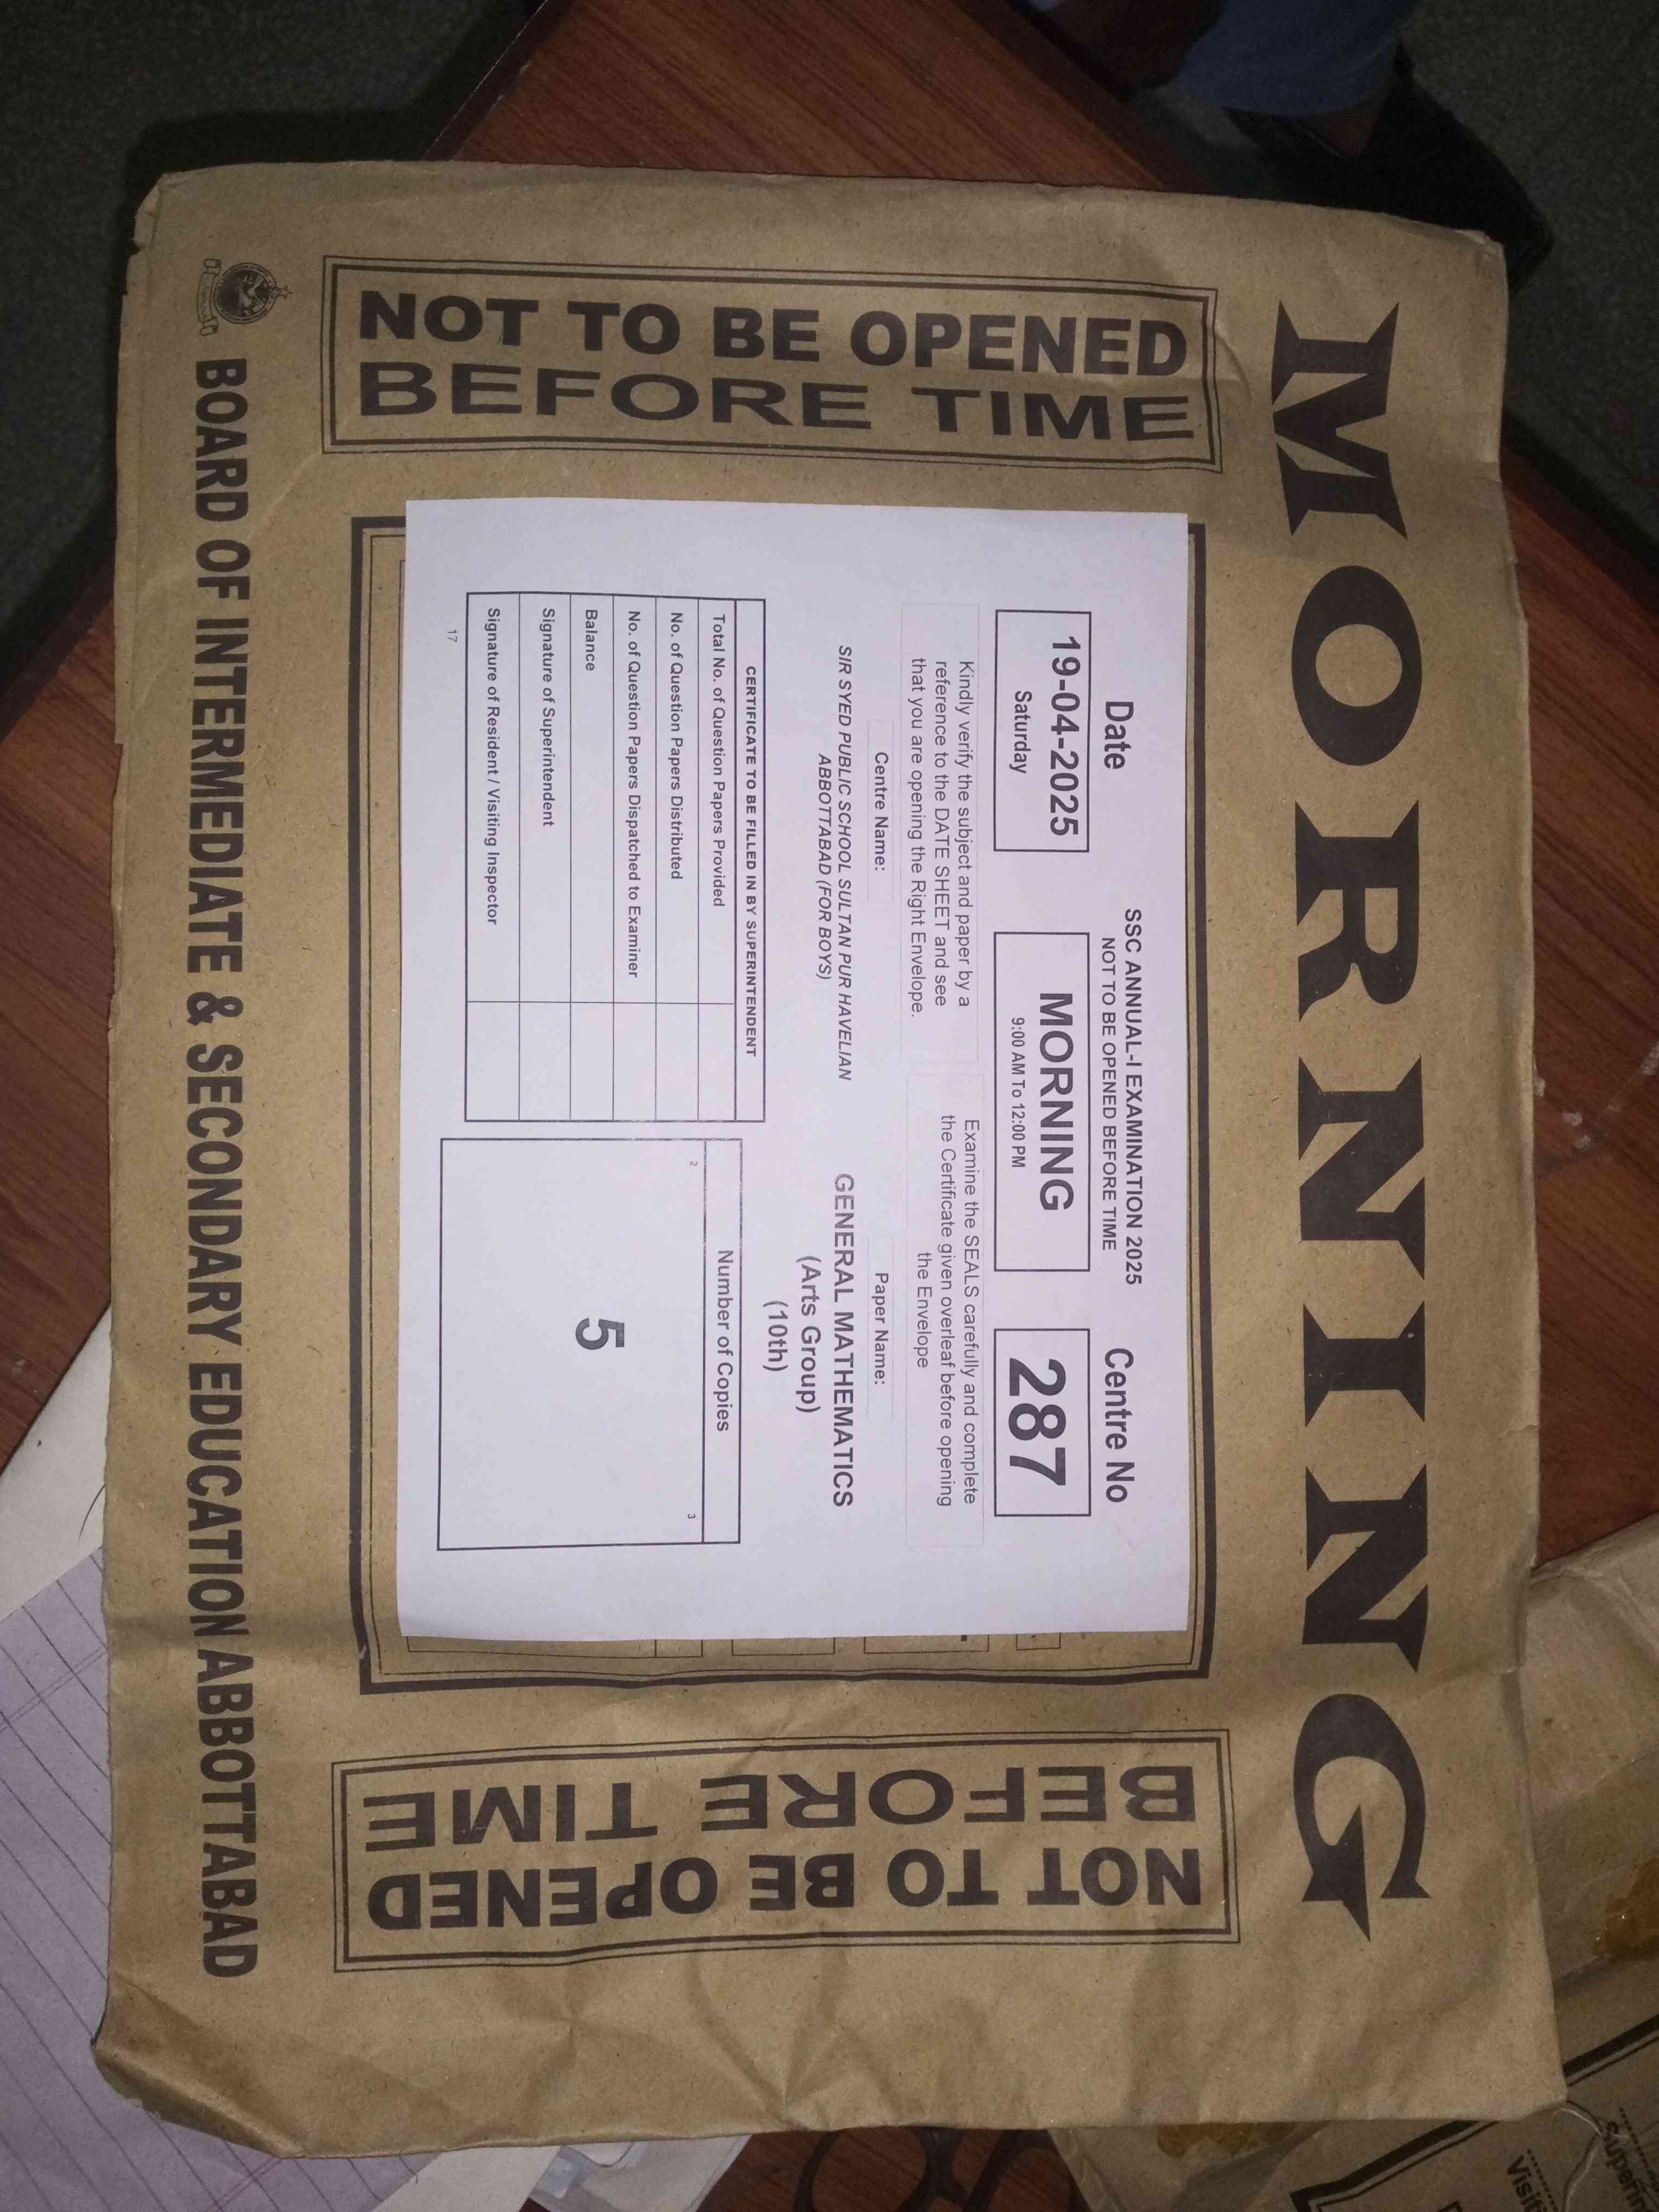 MORNING
NOT TO BE OPENED
BEFORE TIME
Date
19-04-2025
Saturday
SSC ANNUAL-I EXAMINATION 2025
NOT TO BE OPENED BEFORE TIME
MORNING
9:00 AM To 12:00 PM
Centre No
287
Kindly verify the subject and paper by a
reference to the DATE SHEET and see
that you are opening the Right Envelope.
Examine the SEALS carefully and complete
the Certificate given overleaf before opening
the Envelope
Centre Name:
SIR SYED PUBLIC SCHOOL SULTAN PUR HAVELIAN
ABBOTTABAD (FOR BOYS)
Paper Name:
GENERAL MATHEMATICS
(Arts Group)
(10th)
CERTIFICATE TO BE FILLED IN BY SUPERINTENDENT
Total No. of Question Papers Provided
No. of Question Papers Distributed
No. of Question Papers Dispatched to Examiner
Balance
Signature of Superintendent
Signature of Resident / Visiting Inspector
17
Number of Copies
2
3
5
NOT TO BE OPENED
BEFORE TIME
BOARD OF INTERMEDIATE & SECONDARY EDUCATION ABBOTTABAD